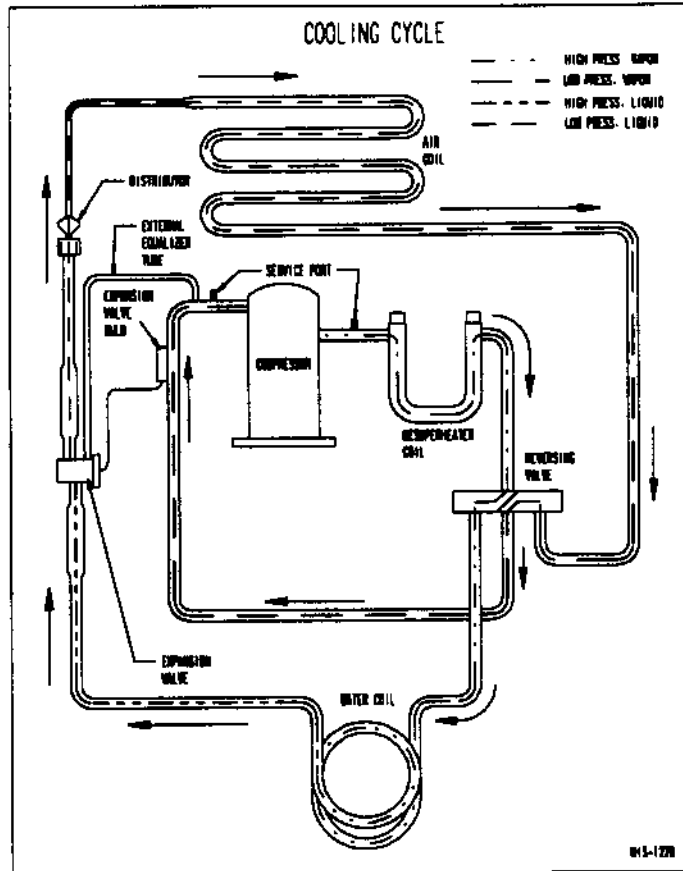 COOLING CYCLE
HIGH PRESS. VAPOR
LOW PRESS. VAPOR
HIGH PRESS. LIQUID
LOW PRESS. LIQUID
AIR
COIL
DISTRIBUTOR
EXTERNAL
EQUALIZER
TUBE
SERVICE PORT
EXPANSION
VALVE
BULB
COMPRESSOR
DESUPERHEATER
COIL
REVERSING
VALVE
EXPANSION
VALVE
WATER COIL